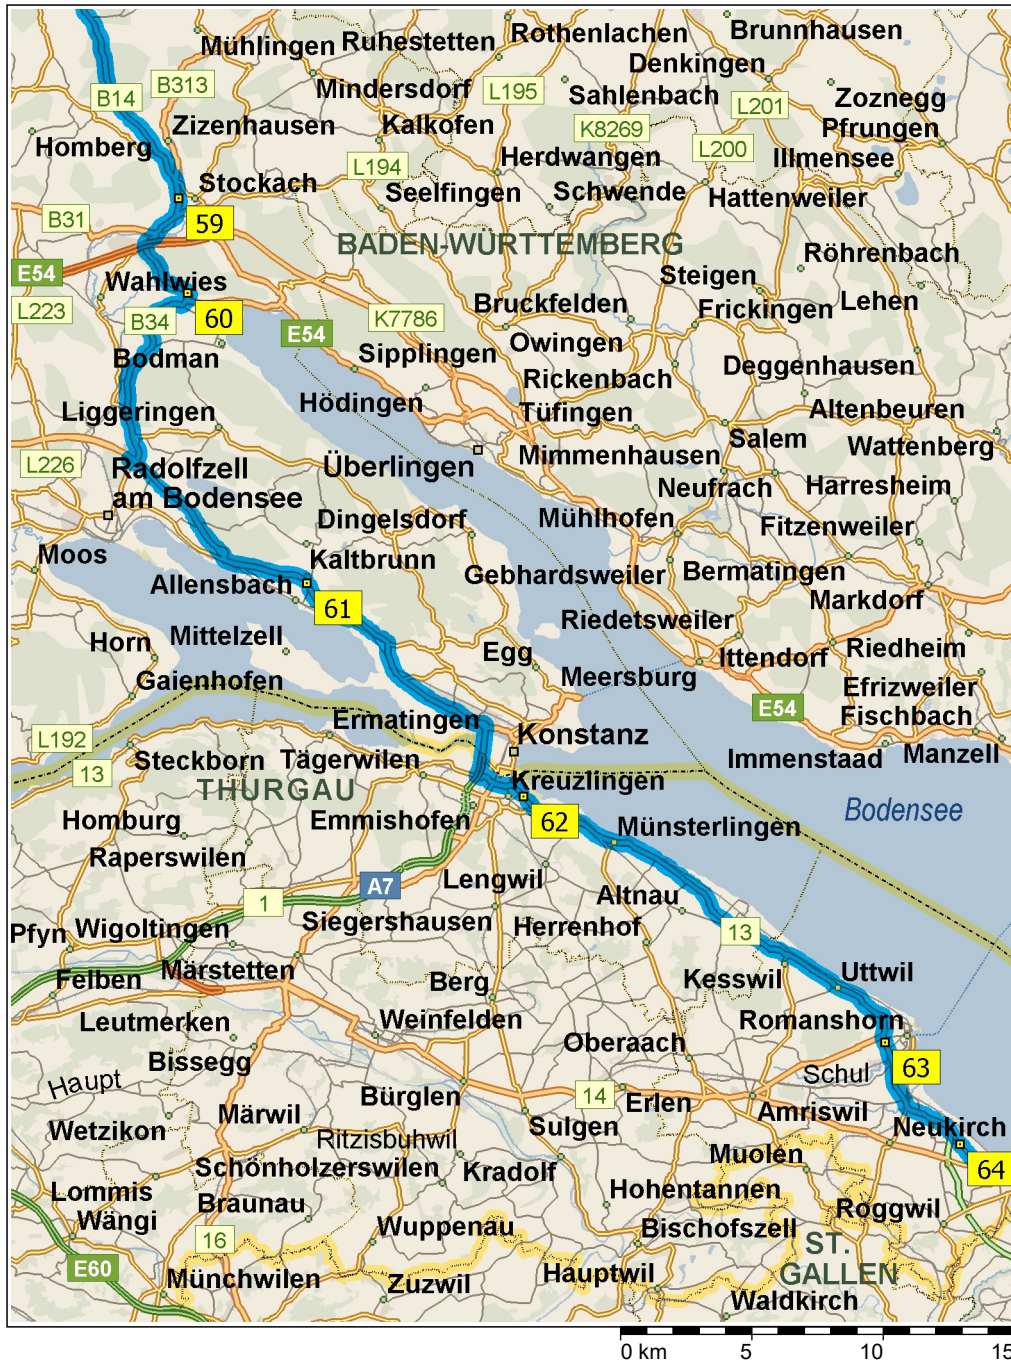 Mühlingen
Ruhestetten
Rothenlachen
Brunnhausen
Denkingen
B313
B14
Mindersdorf
L195
Sahlenbach
L201
Zoznegg
Zizenhausen
Kalkofen
K8269
Pfrungen
Homberg
L194
Herdwangen
L200
Illmensee
Stockach
Seelfingen
Schwende
Hattenweiler
B31
59
BADEN-WÜRTTEMBERG
Röhrenbach
E54
Wahlwies
Steigen
L223
B34
60
K7786
Bruckfelden
Frickingen
Lehen
E54
Bodman
Sipplingen
Owingen
Deggenhausen
Rickenbach
Liggeringen
Hödingen
Tüfingen
Altenbeuren
Salem
Wattenberg
L226
Radolfzell
am Bodensee
Überlingen
Mimmenhausen
Neufrach
Harresheim
Dingelsdorf
Mühlhofen
Fitzenweiler
Moos
Kaltbrunn
Allensbach
Gebhardsweiler
Bermatingen
61
Markdorf
Riedetsweiler
Horn
Mittelzell
Egg
Ittendorf
Riedheim
Gaienhofen
Meersburg
Efrizweiler
E54
Fischbach
Ermatingen
Konstanz
L192
13
Steckborn
Tägerwilen
Immenstaad
Manzell
THURGAU
Kreuzlingen
Homburg
Emmishofen
62
Münsterlingen
Bodensee
Raperswilen
A7
Lengwil
Altnau
1
Siegershausen
Herrenhof
13
Pfyn
Wigoltingen
Felben
Märstetten
Berg
Kesswil
Uttwil
Leutmerken
Weinfelden
Romanshorn
Bissegg
Oberaach
63
Haupt
Bürglen
14
Erlen
Schul
Wetzikon
Märwil
Ritzisbuhwil
Sulgen
Amriswil
Neukirch
Muolen
Schönholzerswilen
Kradolf
64
Lommis
Braunau
Hohentannen
Roggwil
Wängi
16
Wuppenau
Bischofszell
ST.
GALLEN
E60
Münchwilen
Zuzwil
Hauptwil
Waldkirch
0 km 5 10 15